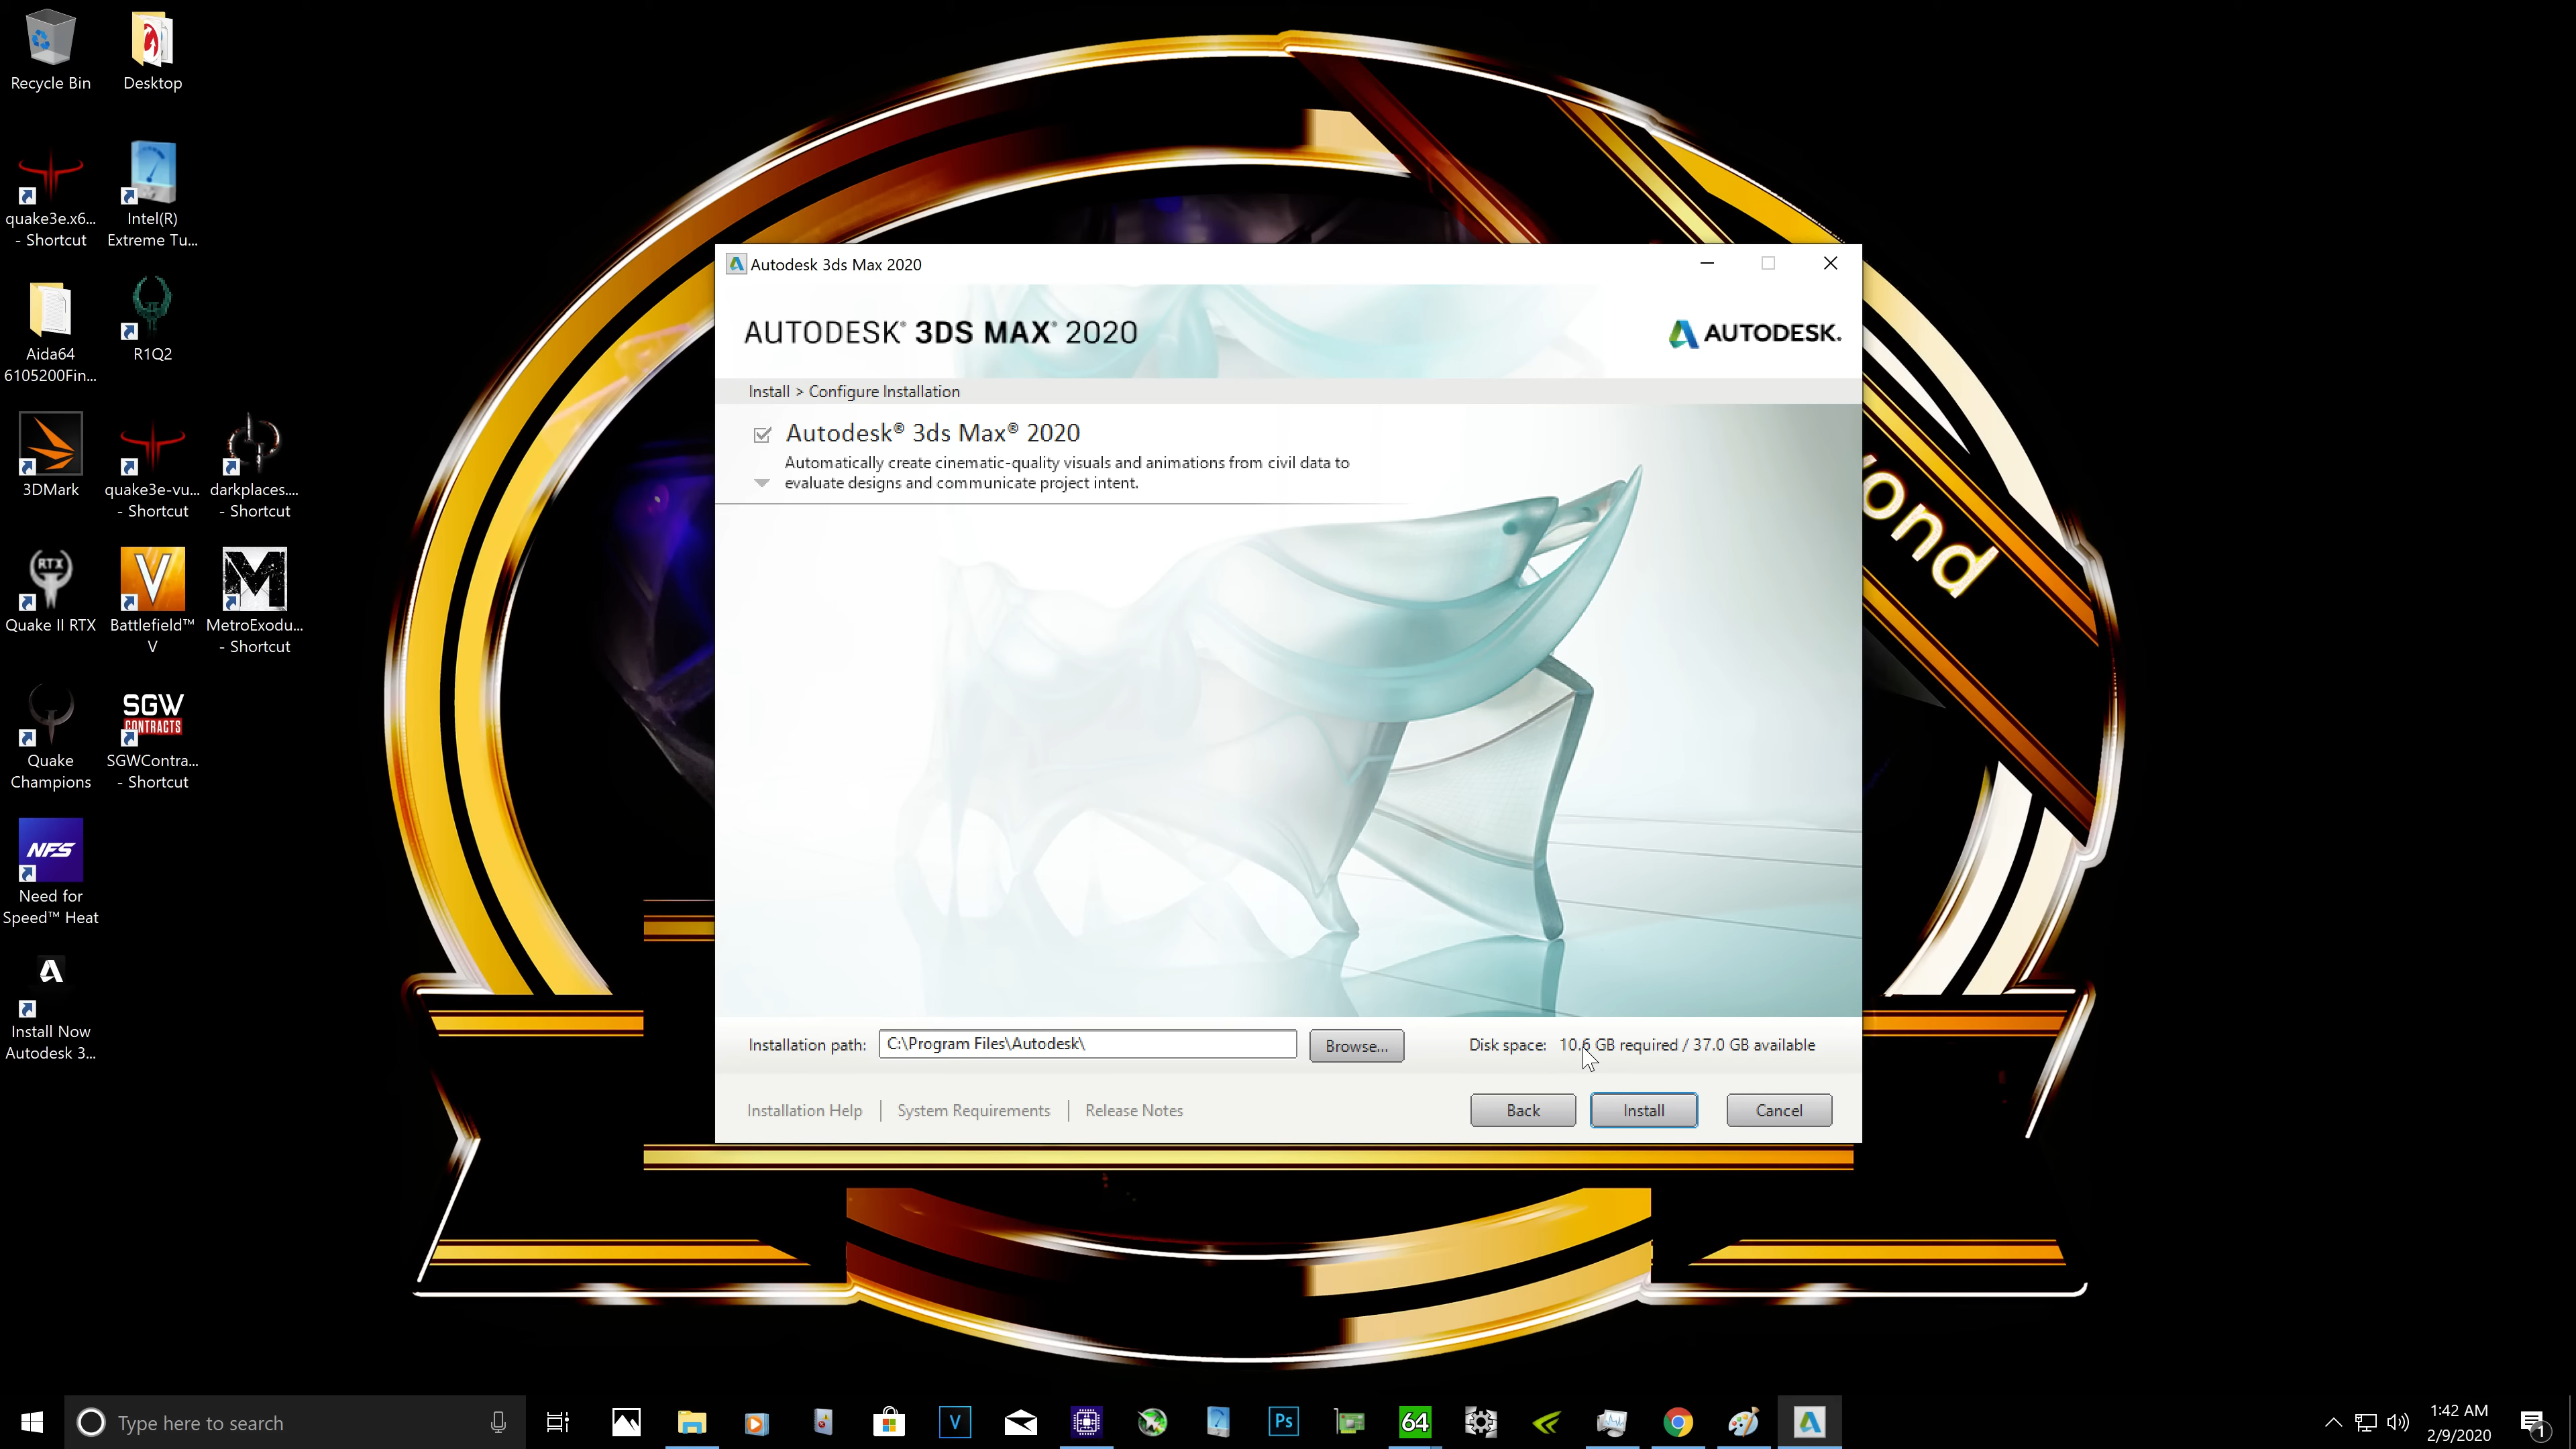 Recycle Bin
Desktop
quake3e.x6...
- Shortcut
Intel(R)
Extreme Tu...
Aida64
6105200Fin...
R1Q2
3DMark
quake3e-vu...
- Shortcut
darkplaces....
- Shortcut
RTX
Quake II RTX
V
Battlefield™
V
M
MetroExodu...
- Shortcut
Quake
Champions
SGW
CONTRACTS
SGWContra...
- Shortcut
NFS
Need for
Speed™ Heat
Install Now
Autodesk 3...
ond
Autodesk 3ds Max 2020
AUTODESK® 3DS MAX® 2020
AUTODESK.
Install > Configure Installation
Autodesk® 3ds Max® 2020
Automatically create cinematic-quality visuals and animations from civil data to
evaluate designs and communicate project intent.
Installation path: C:\Program Files\Autodesk\ Browse... Disk space: 10.6 GB required / 37.0 GB available
Installation Help | System Requirements | Release Notes
Back Install Cancel
Type here to search
V
Ps
64
1:42 AM
2/9/2020
1